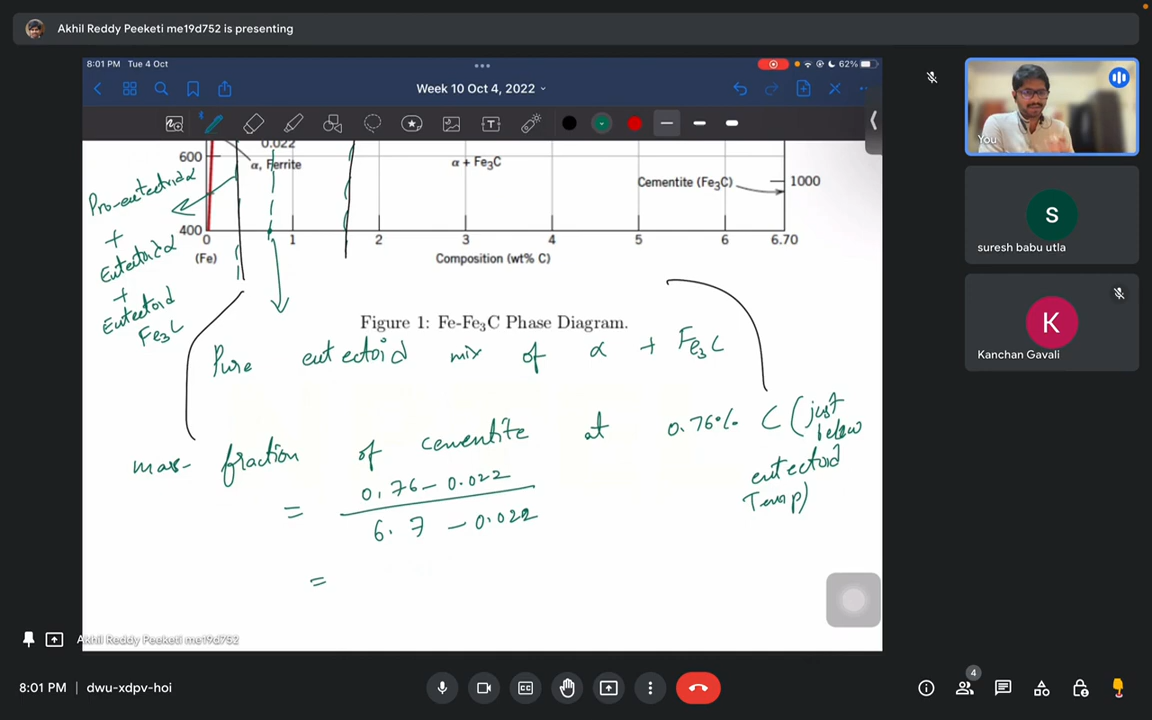 Akhil Reddy Peeketi me19d752 is presenting
8:01 PM Tue 4 Oct
62%
Week 10 Oct 4, 2022
You
0.022
600
α, Ferrite
α + Fe3C
Cementite (Fe3C)
1000
400
0 1 2 3 4 5 6 6.70
(Fe)
Composition (wt% C)
Pro-eutectoid α
+
Eutectoid α
+
Eutectoid
Fe3C
Figure 1: Fe-Fe3C Phase Diagram.
Pure eutectoid mix of α + Fe3C
mass fraction of cementite at 0.76% C (just
below
eutectoid
Temp)
= 0.76 - 0.022
6.7 - 0.022
=
S
suresh babu utla
K
Kanchan Gavali
Akhil Reddy Peeketi me19d752
8:01 PM | dwu-xdpv-hoi
CC
4